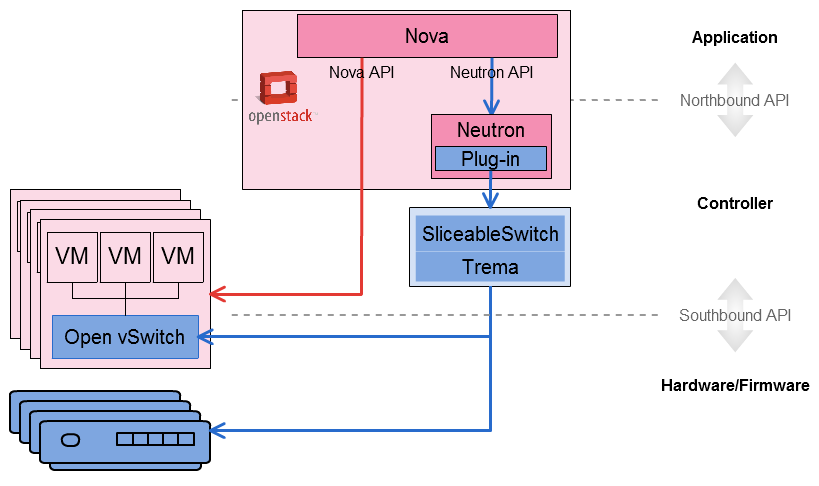 Nova
Application
Nova API
Neutron API
openstack
Northbound API
Neutron
Plug-in
Controller
SliceableSwitch
Trema
VM
VM
VM
Southbound API
Open vSwitch
Hardware/Firmware